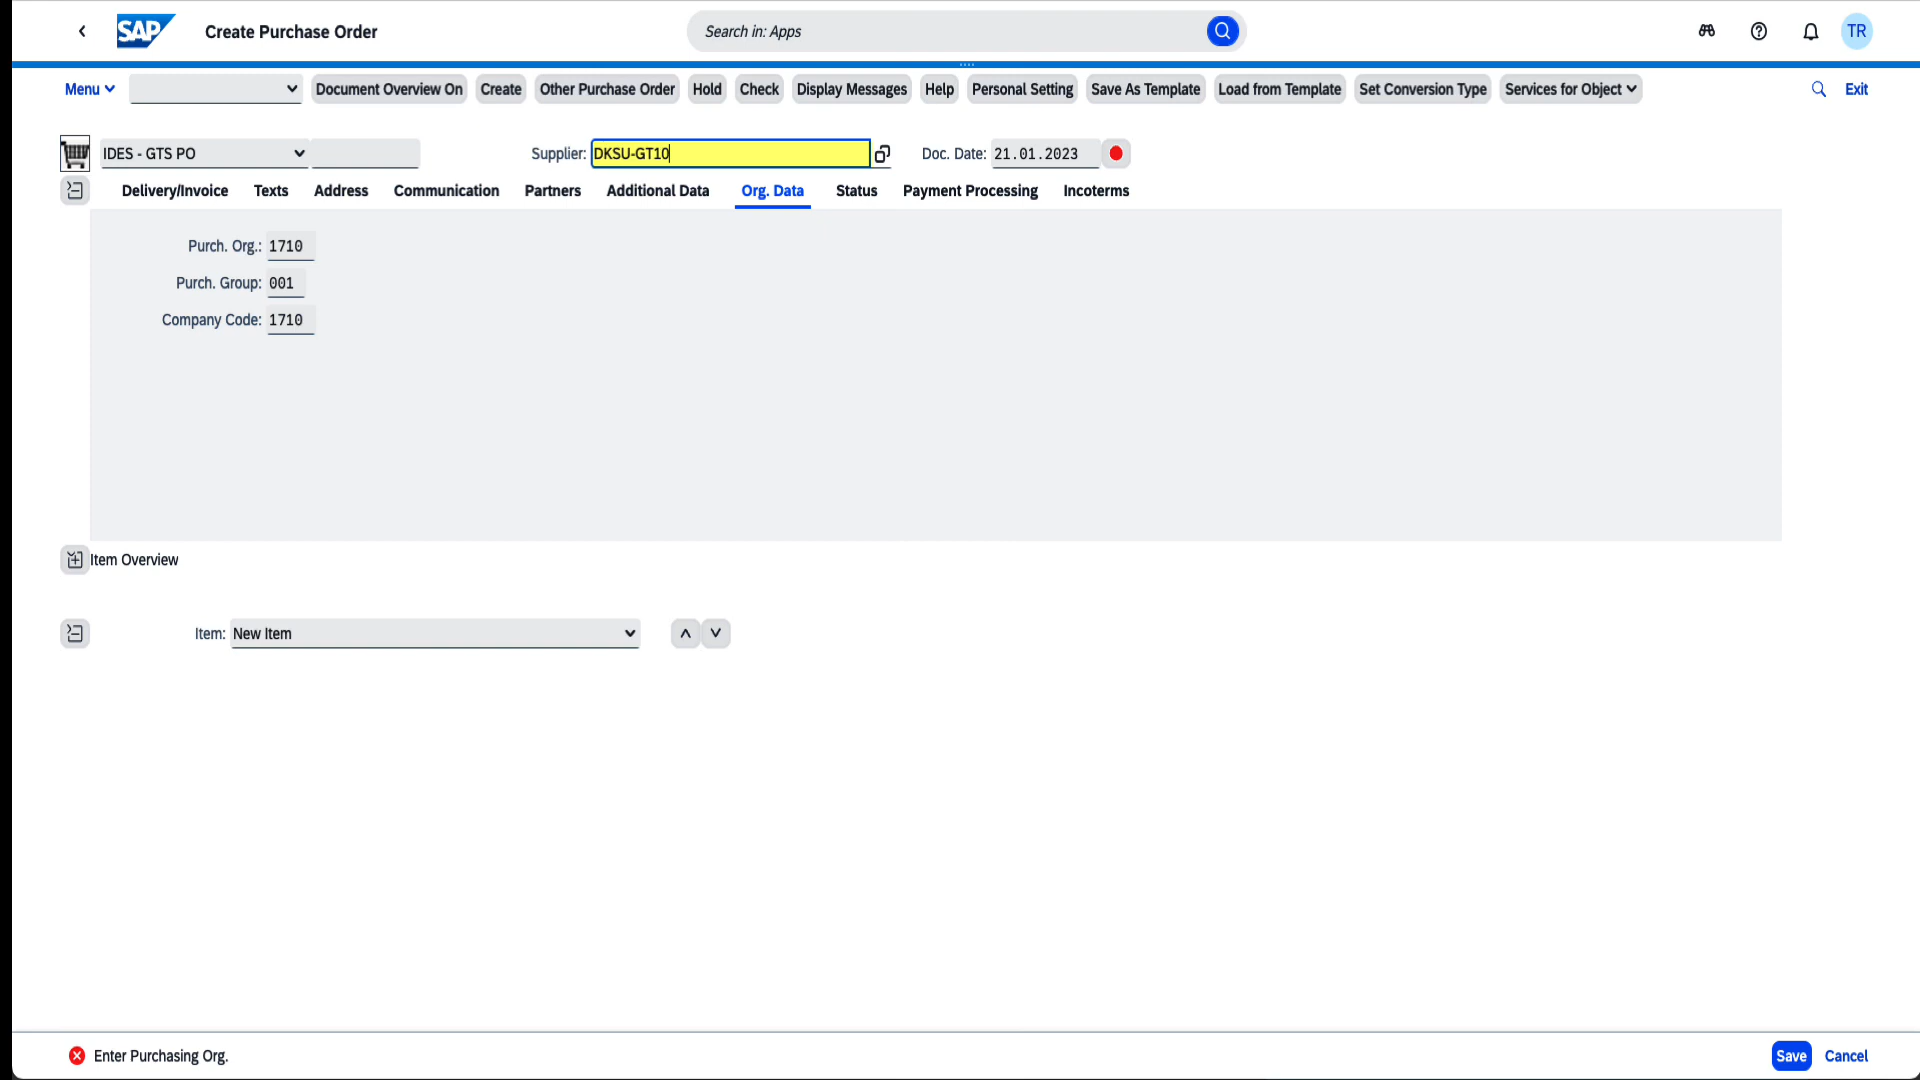 SAP Create Purchase Order Search in: Apps TR
Menu Document Overview On Create Other Purchase Order Hold Check Display Messages Help Personal Setting Save As Template Load from Template Set Conversion Type Services for Object Exit
IDES - GTS PO Supplier: DKSU-GT10 Doc. Date: 21.01.2023
Delivery/Invoice Texts Address Communication Partners Additional Data Org. Data Status Payment Processing Incoterms
Purch. Org.: 1710
Purch. Group: 001
Company Code: 1710
Item Overview
Item: New Item
Enter Purchasing Org. Save Cancel